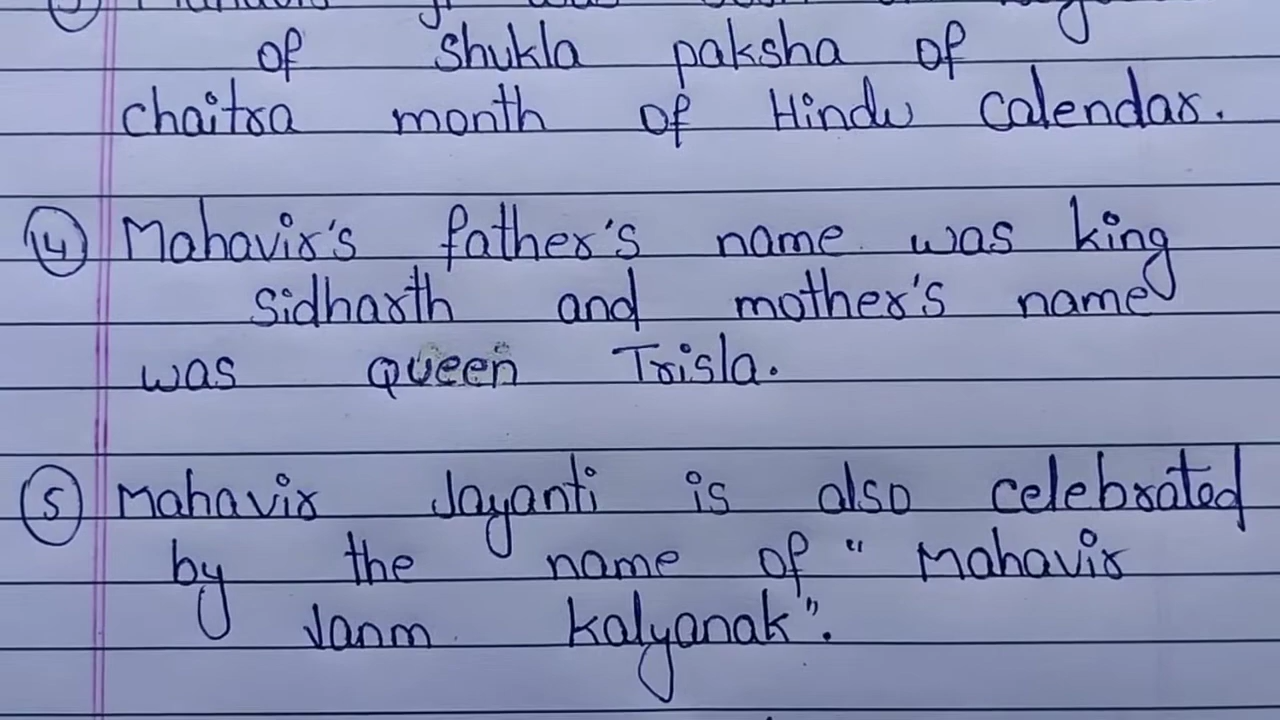 of shukla paksha of
chaitra month of Hindu Calendar.
4 Mahavir's father's name was king
Sidharth and mother's name
was queen Trisla.
5 Mahavir Jayanti is also celebrated
by the name of "Mahavir
Janm Kalyanak".